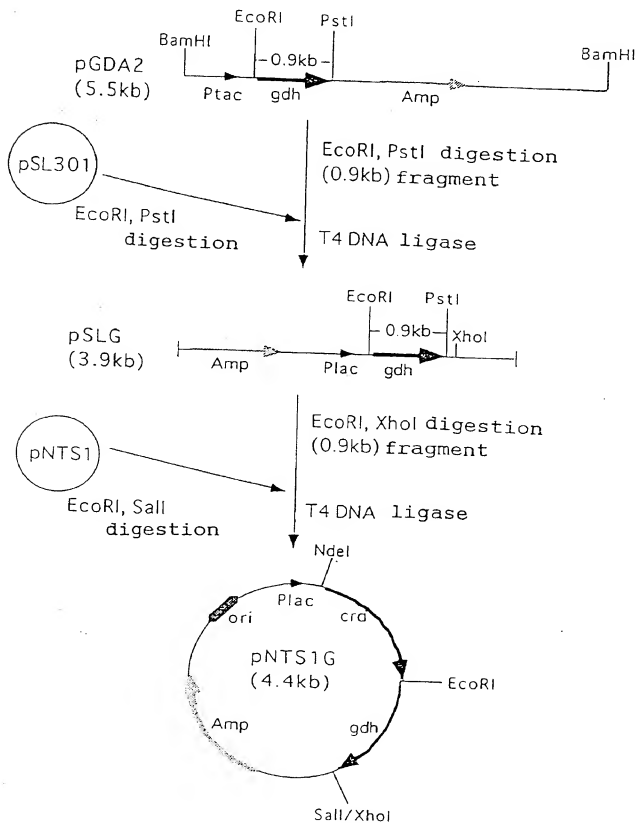 EcoRI PstI
BamHI
0.9kb
BamHI
pGDA2
(5.5kb)
Ptac gdh Amp
pSL301
EcoRI, PstI digestion
(0.9kb) fragment
EcoRI, PstI
digestion
T4 DNA ligase
EcoRI PstI
pSLG
(3.9kb)
0.9kb
XhoI
Amp Plac gdh
EcoRI, XhoI digestion
(0.9kb) fragment
pNTS1
EcoRI, SalI
digestion
T4 DNA ligase
NdeI
Plac
ori
crd
pNTS1G
(4.4kb)
EcoRI
Amp
gdh
SalI/XhoI